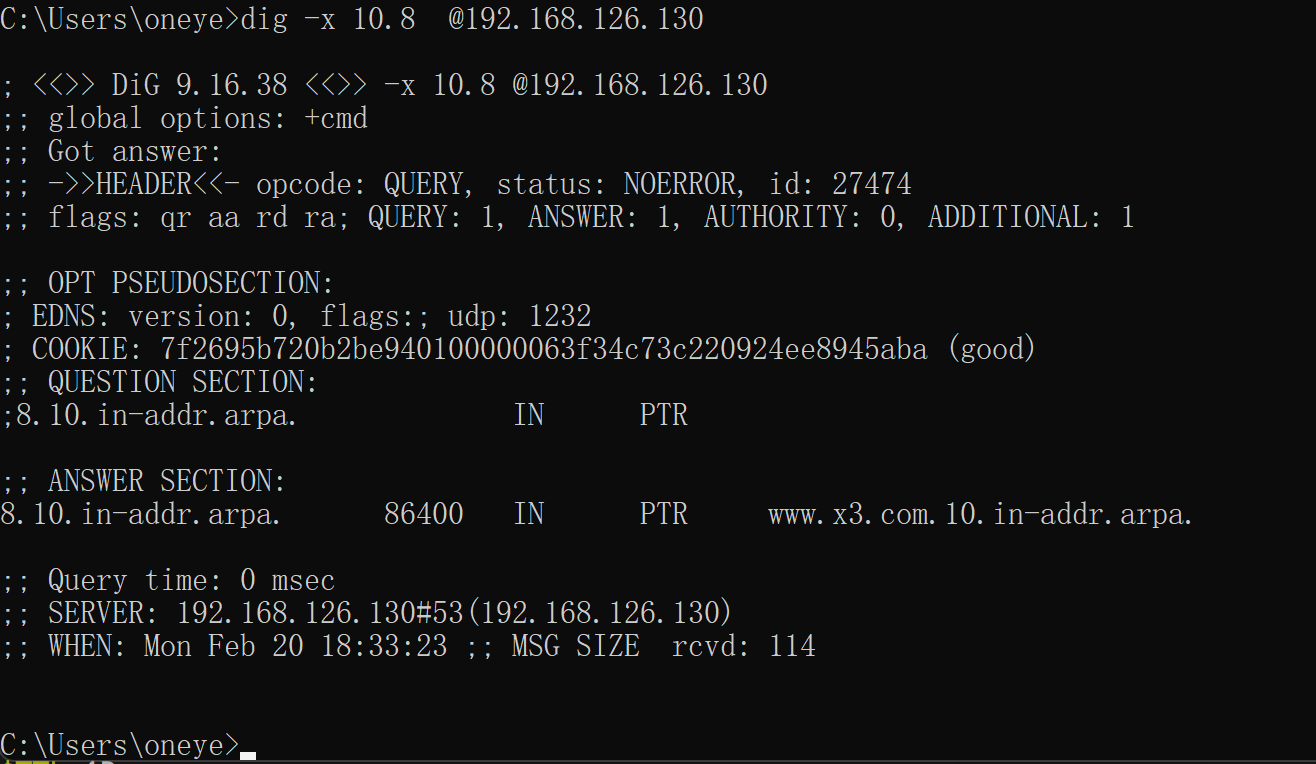 C:\Users\oneye>dig -x 10.8  @192.168.126.130
; <<>> DiG 9.16.38 <<>> -x 10.8 @192.168.126.130
;; global options: +cmd
;; Got answer:
;; ->>HEADER<<- opcode: QUERY, status: NOERROR, id: 27474
;; flags: qr aa rd ra; QUERY: 1, ANSWER: 1, AUTHORITY: 0, ADDITIONAL: 1
;; OPT PSEUDOSECTION:
; EDNS: version: 0, flags:; udp: 1232
; COOKIE: 7f2695b720b2be940100000063f34c73c220924ee8945aba (good)
;; QUESTION SECTION:
;8.10.in-addr.arpa.              IN      PTR
;; ANSWER SECTION:
8.10.in-addr.arpa.       86400   IN      PTR     www.x3.com.10.in-addr.arpa.
;; Query time: 0 msec
;; SERVER: 192.168.126.130#53(192.168.126.130)
;; WHEN: Mon Feb 20 18:33:23 ;; MSG SIZE  rcvd: 114
C:\Users\oneye>